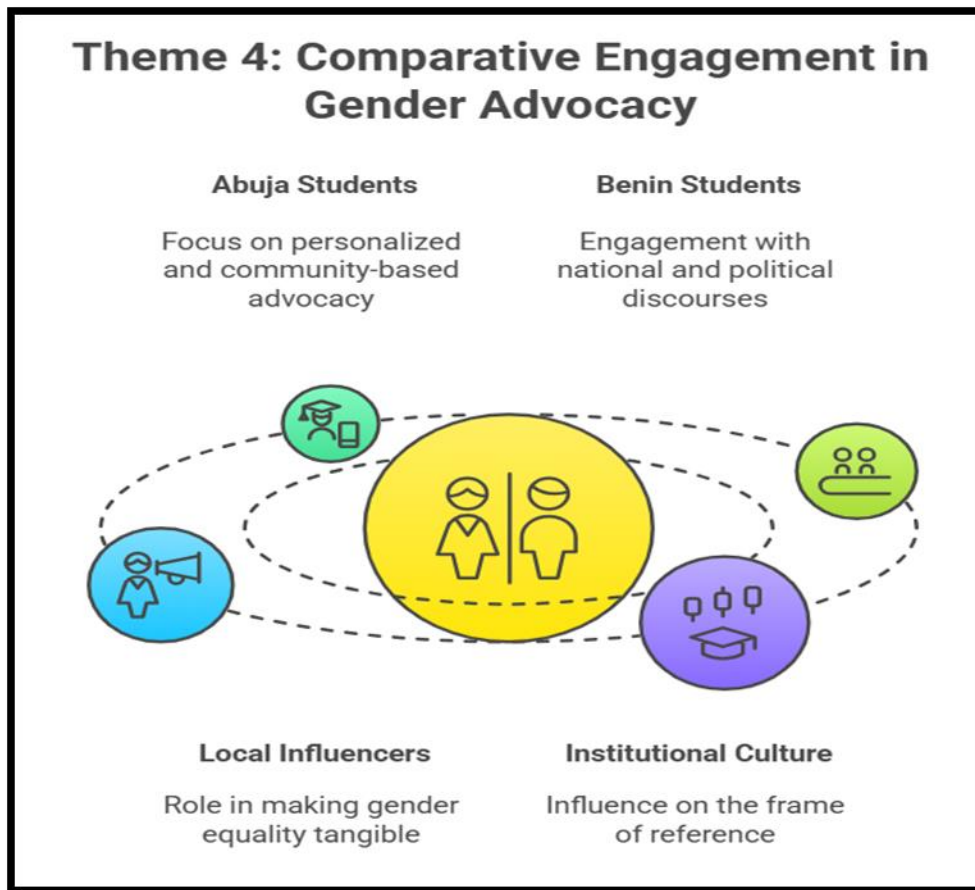 Theme 4: Comparative Engagement in
Gender Advocacy
Abuja Students
Focus on personalized
and community-based
advocacy
Benin Students
Engagement with
national and political
discourses
Local Influencers
Role in making gender
equality tangible
Institutional Culture
Influence on the frame
of reference